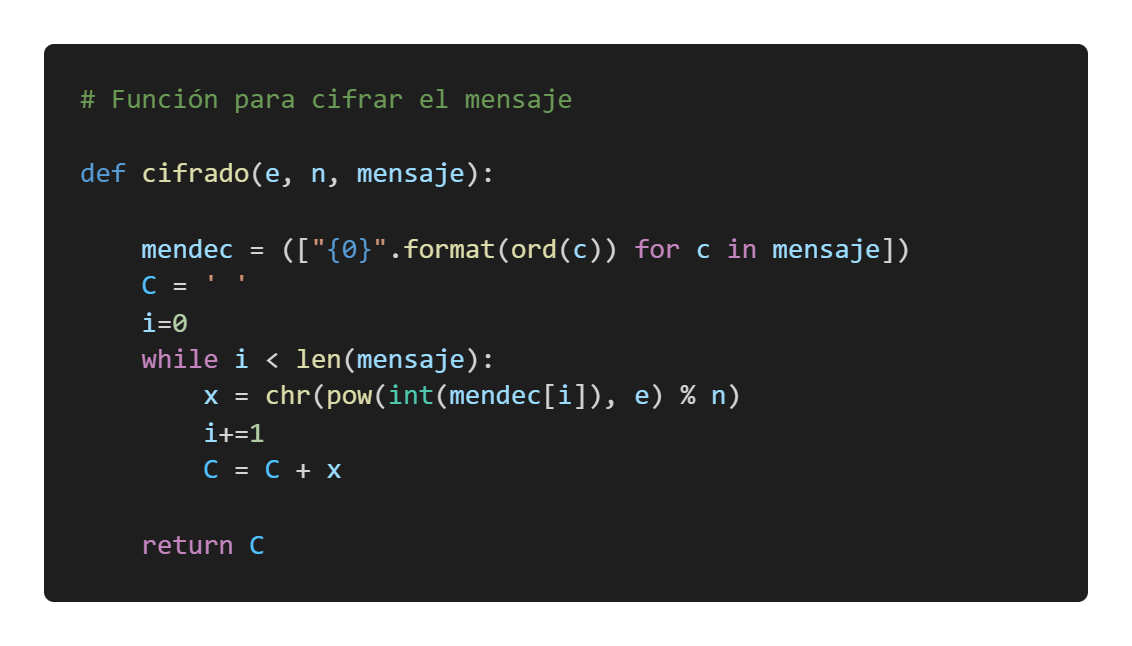 # Función para cifrar el mensaje
def cifrado(e, n, mensaje):
    mendec = (["{0}".format(ord(c)) for c in mensaje])
    C = ' '
    i=0
    while i < len(mensaje):
        x = chr(pow(int(mendec[i]), e) % n)
        i+=1
        C = C + x
    return C